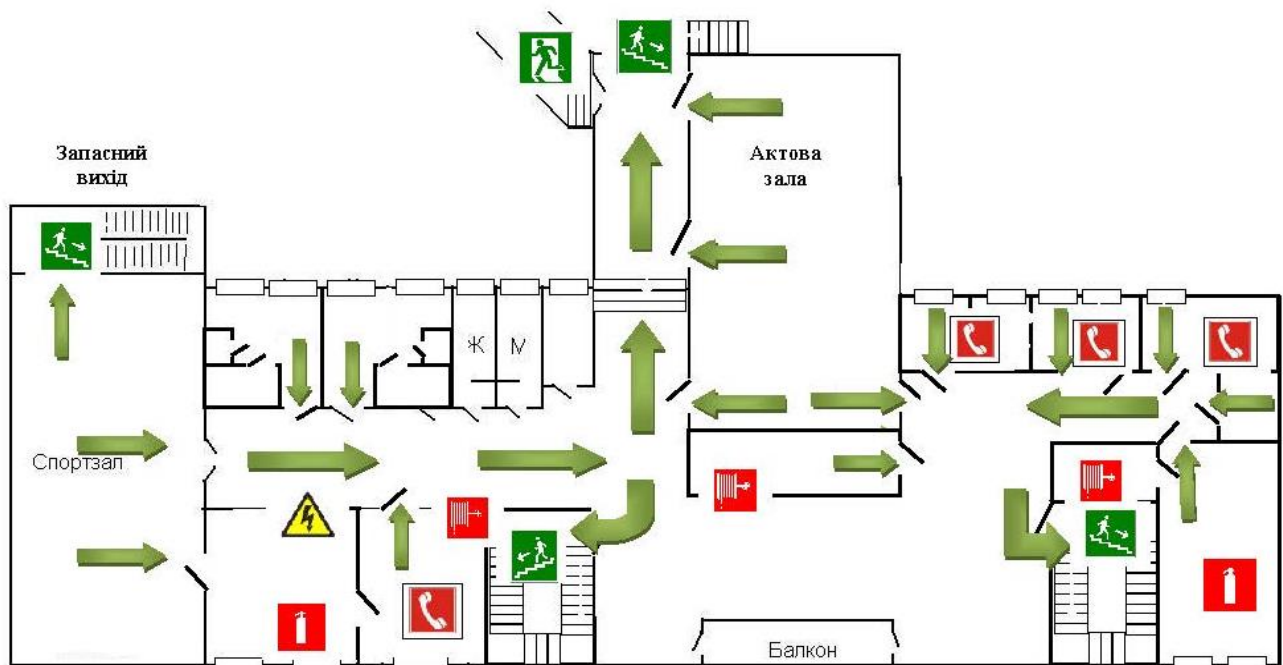 Запасний
вихід
Актова
зала
Ж
М
Спортзал
Балкон